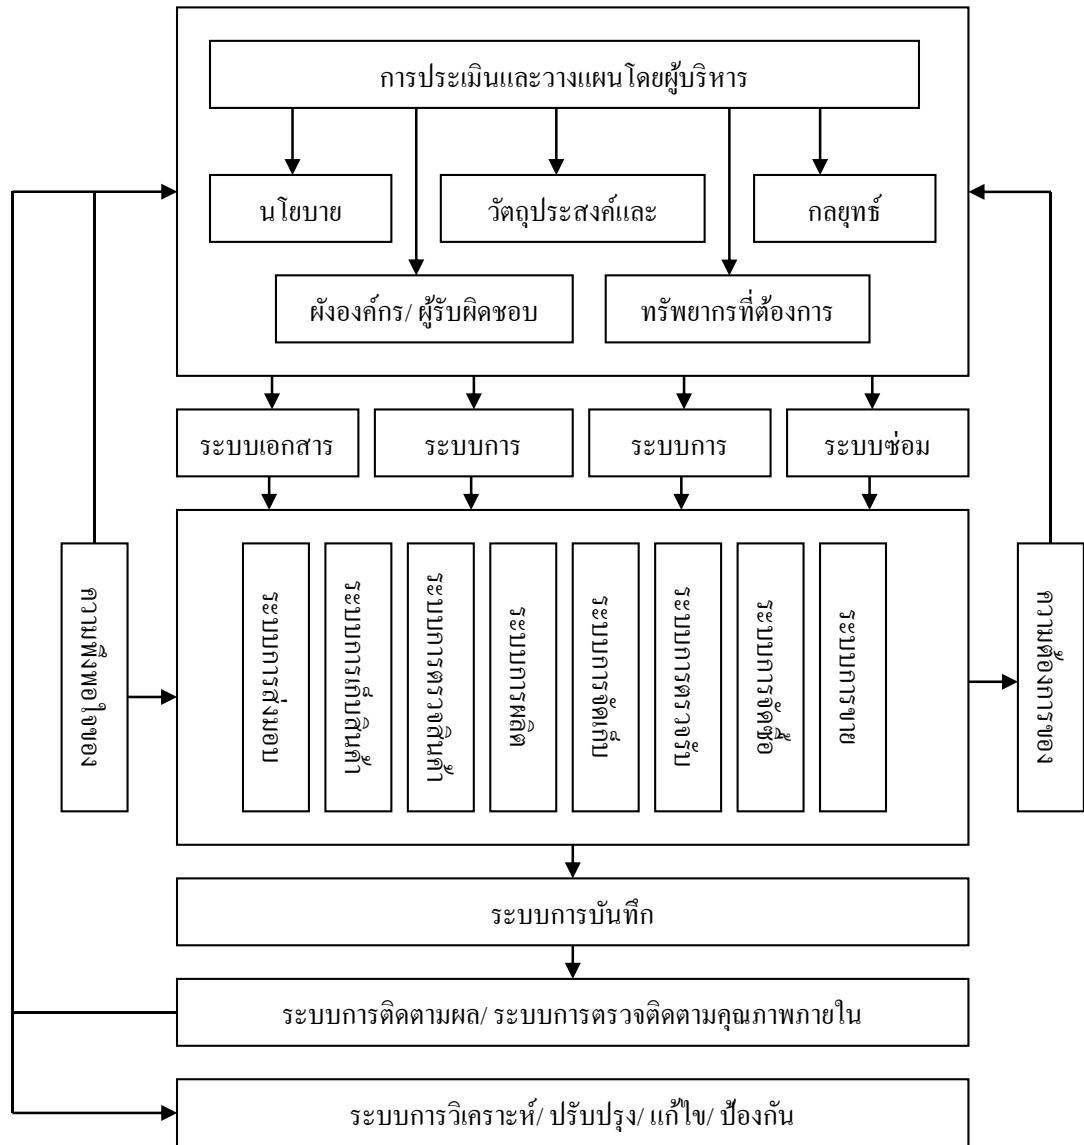 การประเมินและวางแผนโดยผู้บริหาร
นโยบาย
วัตถุประสงค์และ
กลยุทธ์
ผังองค์กร/ ผู้รับผิดชอบ
ทรัพยากรที่ต้องการ
ระบบเอกสาร
ระบบการ
ระบบการ
ระบบซ่อม
ความพึงพอใจของ
ระบบการส่งมอบ
ระบบการเก็บสินค้า
ระบบการตรวจสินค้า
ระบบการผลิต
ระบบการจัดเก็บ
ระบบการตรวจรับ
ระบบการจัดซื้อ
ระบบการขาย
ความต้องการของ
ระบบการบันทึก
ระบบการติดตามผล/ ระบบการตรวจติดตามคุณภาพภายใน
ระบบการวิเคราะห์/ ปรับปรุง/ แก้ไข/ ป้องกัน